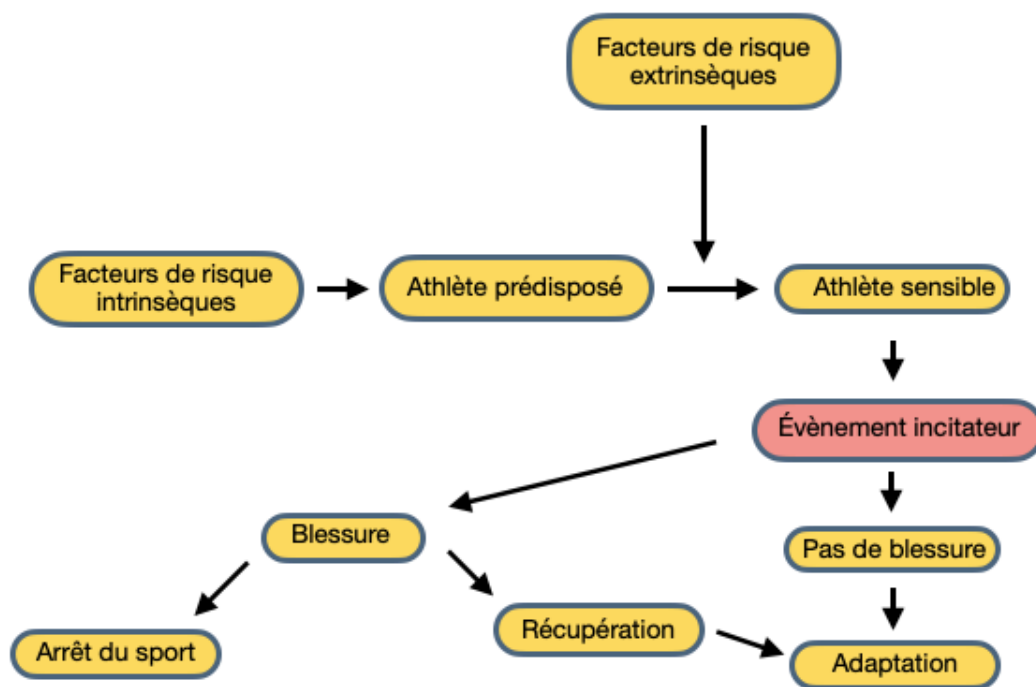 Facteurs de risque
extrinsèques
Facteurs de risque
intrinsèques
Athlète prédisposé
Athlète sensible
Évènement incitateur
Blessure
Pas de blessure
Récupération
Arrêt du sport
Adaptation